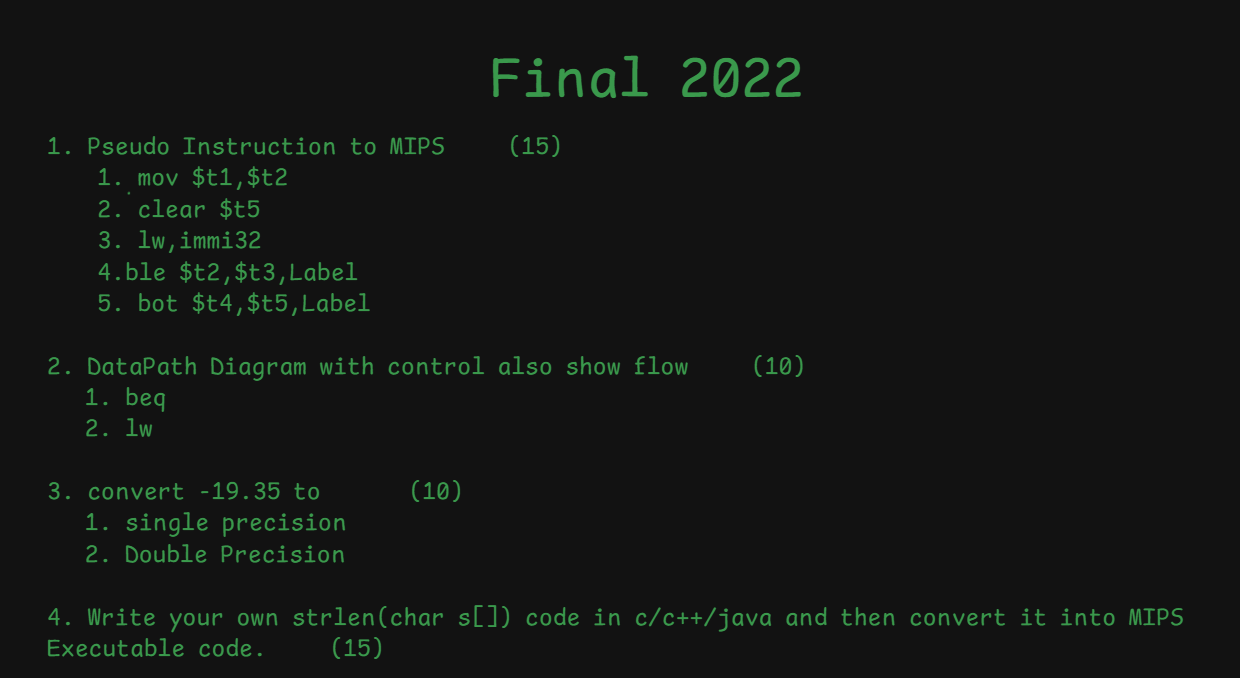 Final 2022
1. Pseudo Instruction to MIPS (15)
1. mov $t1,$t2
2. clear $t5
3. lw,immi32
4.ble $t2,$t3,Label
5. bot $t4,$t5,Label
2. DataPath Diagram with control also show flow (10)
1. beq
2. lw
3. convert -19.35 to (10)
1. single precision
2. Double Precision
4. Write your own strlen(char s[]) code in c/c++/java and then convert it into MIPS
Executable code. (15)